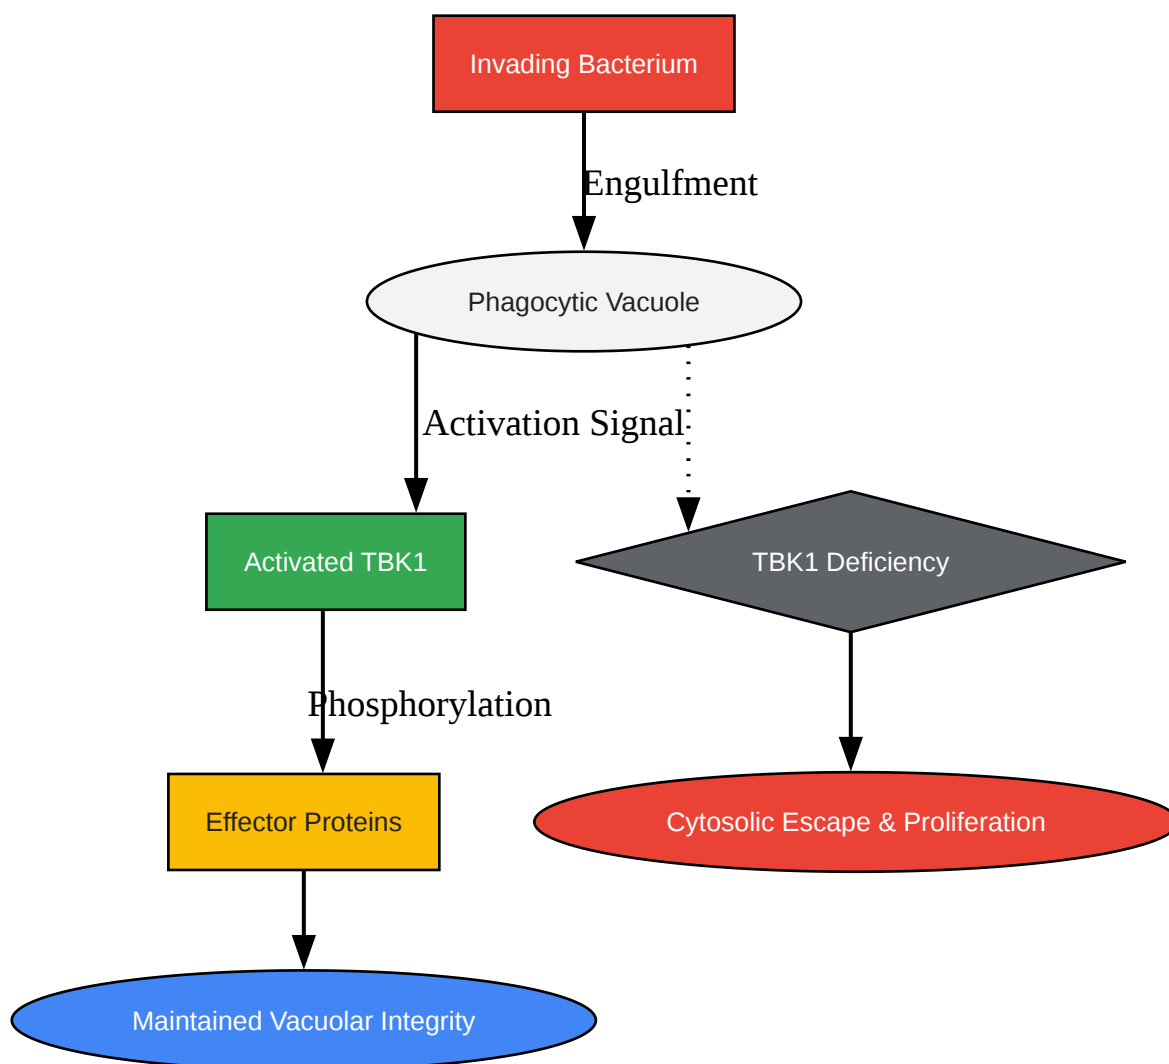 Invading Bacterium
Engulfment
Phagocytic Vacuole
Activation Signal
Activated TBK1
TBK1 Deficiency
Phosphorylation
Effector Proteins
Cytosolic Escape & Proliferation
Maintained Vacuolar Integrity